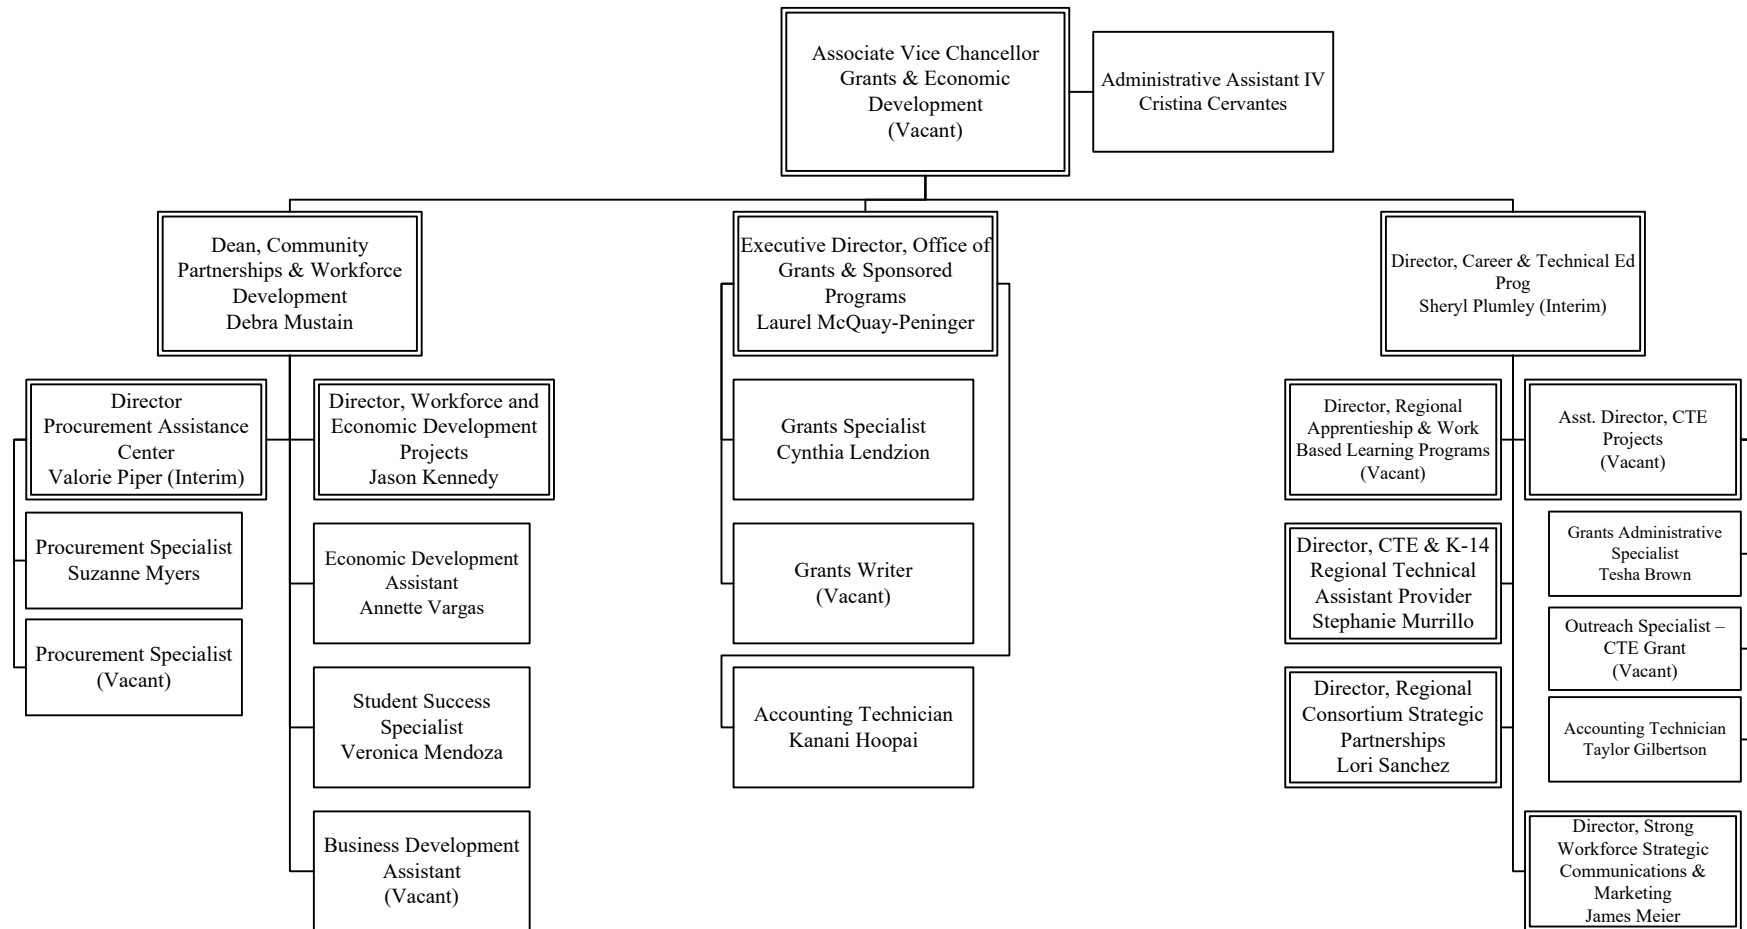 Associate Vice Chancellor
Grants & Economic
Development
(Vacant)
Administrative Assistant IV
Cristina Cervantes
Dean, Community
Partnerships & Workforce
Development
Debra Mustain
Executive Director, Office of
Grants & Sponsored
Programs
Laurel McQuay-Peninger
Director, Career & Technical Ed
Prog
Sheryl Plumley (Interim)
Director
Procurement Assistance
Center
Valorie Piper (Interim)
Procurement Specialist
Suzanne Myers
Procurement Specialist
(Vacant)
Director, Workforce and
Economic Development
Projects
Jason Kennedy
Economic Development
Assistant
Annette Vargas
Student Success
Specialist
Veronica Mendoza
Business Development
Assistant
(Vacant)
Grants Specialist
Cynthia Lendzion
Grants Writer
(Vacant)
Accounting Technician
Kanani Hoopai
Director, Regional
Apprentieship & Work
Based Learning Programs
(Vacant)
Director, CTE & K-14
Regional Technical
Assistant Provider
Stephanie Murrillo
Director, Regional
Consortium Strategic
Partnerships
Lori Sanchez
Asst. Director, CTE
Projects
(Vacant)
Grants Administrative
Specialist
Tesha Brown
Outreach Specialist –
CTE Grant
(Vacant)
Accounting Technician
Taylor Gilbertson
Director, Strong
Workforce Strategic
Communications &
Marketing
James Meier